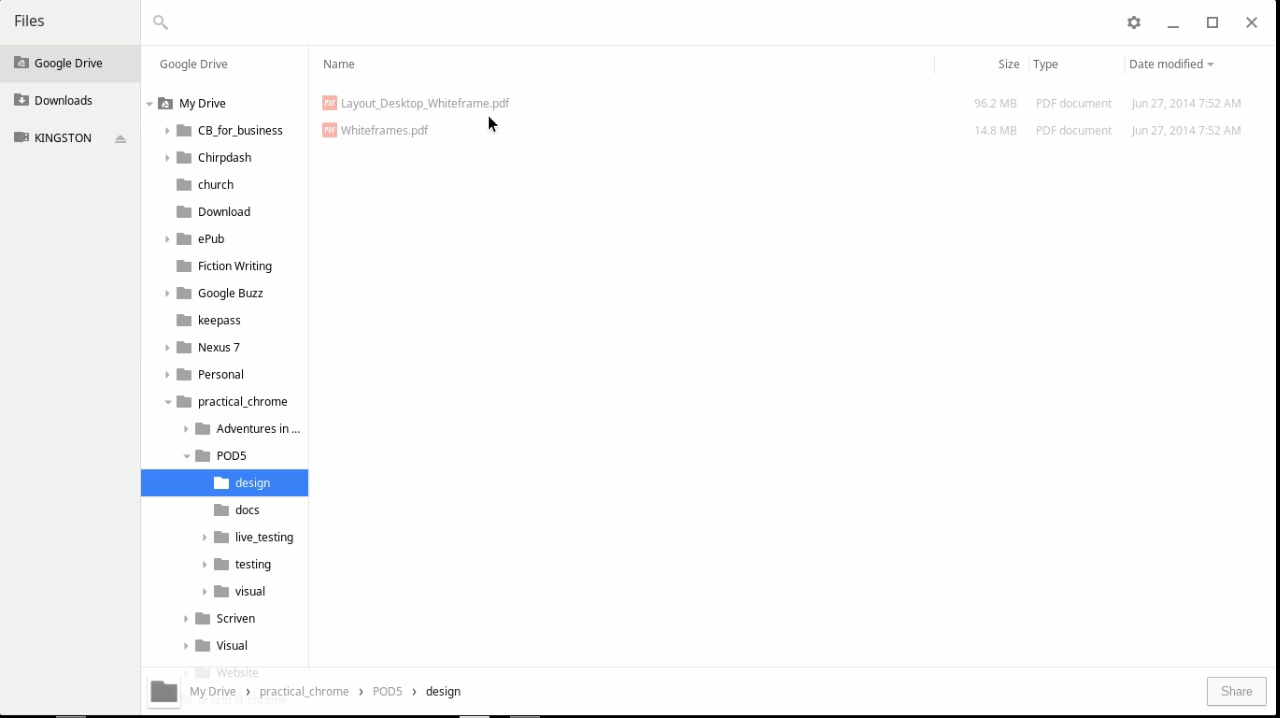 Files
Google Drive
Downloads
KINGSTON
Google Drive
My Drive
CB_for_business
Chirpdash
church
Download
ePub
Fiction Writing
Google Buzz
keepass
Nexus 7
Personal
practical_chrome
Adventures in ...
POD5
design
docs
live_testing
testing
visual
Scriven
Visual
Website
Name Size Type Date modified
PDF Layout_Desktop_Whiteframe.pdf 96.2 MB PDF document Jun 27, 2014 7:52 AM
PDF Whiteframes.pdf 14.8 MB PDF document Jun 27, 2014 7:52 AM
My Drive › practical_chrome › POD5 › design
Share